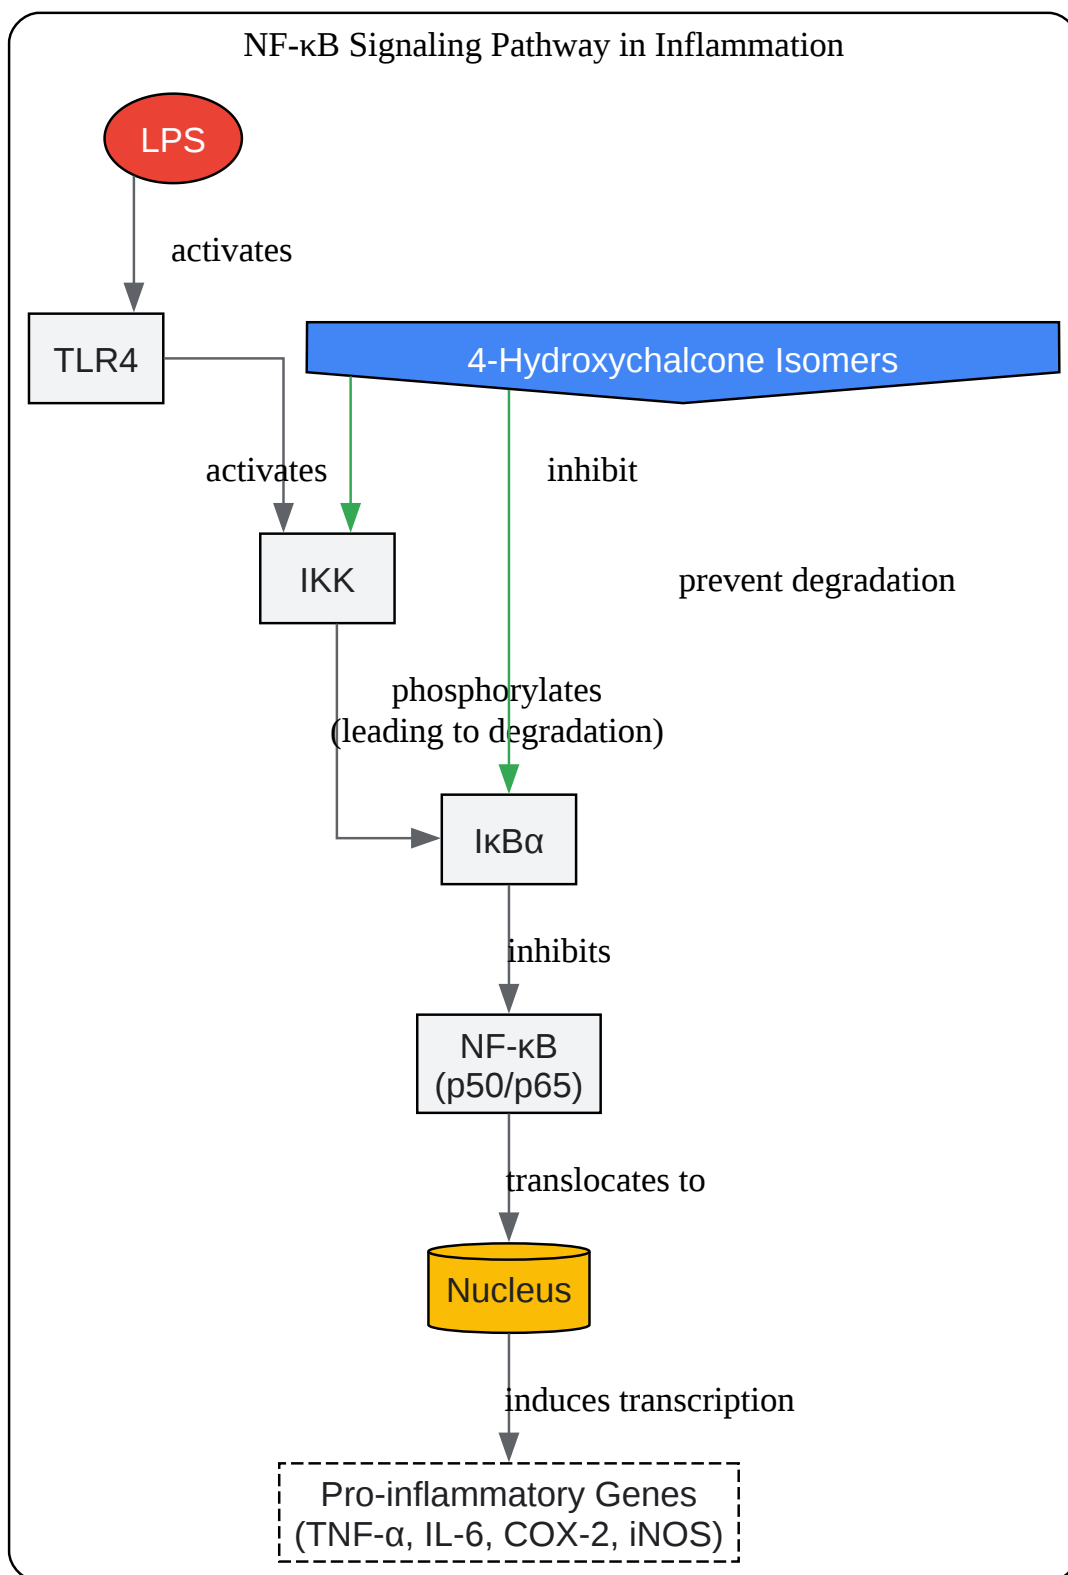 NF-κB Signaling Pathway in Inflammation
LPS
activates
TLR4
4-Hydroxychalcone Isomers
activates
inhibit
IKK
prevent degradation
phosphorylates
(leading to degradation)
IκBα
inhibits
NF-κB
(p50/p65)
translocates to
Nucleus
induces transcription
Pro-inflammatory Genes
(TNF-α, IL-6, COX-2, iNOS)